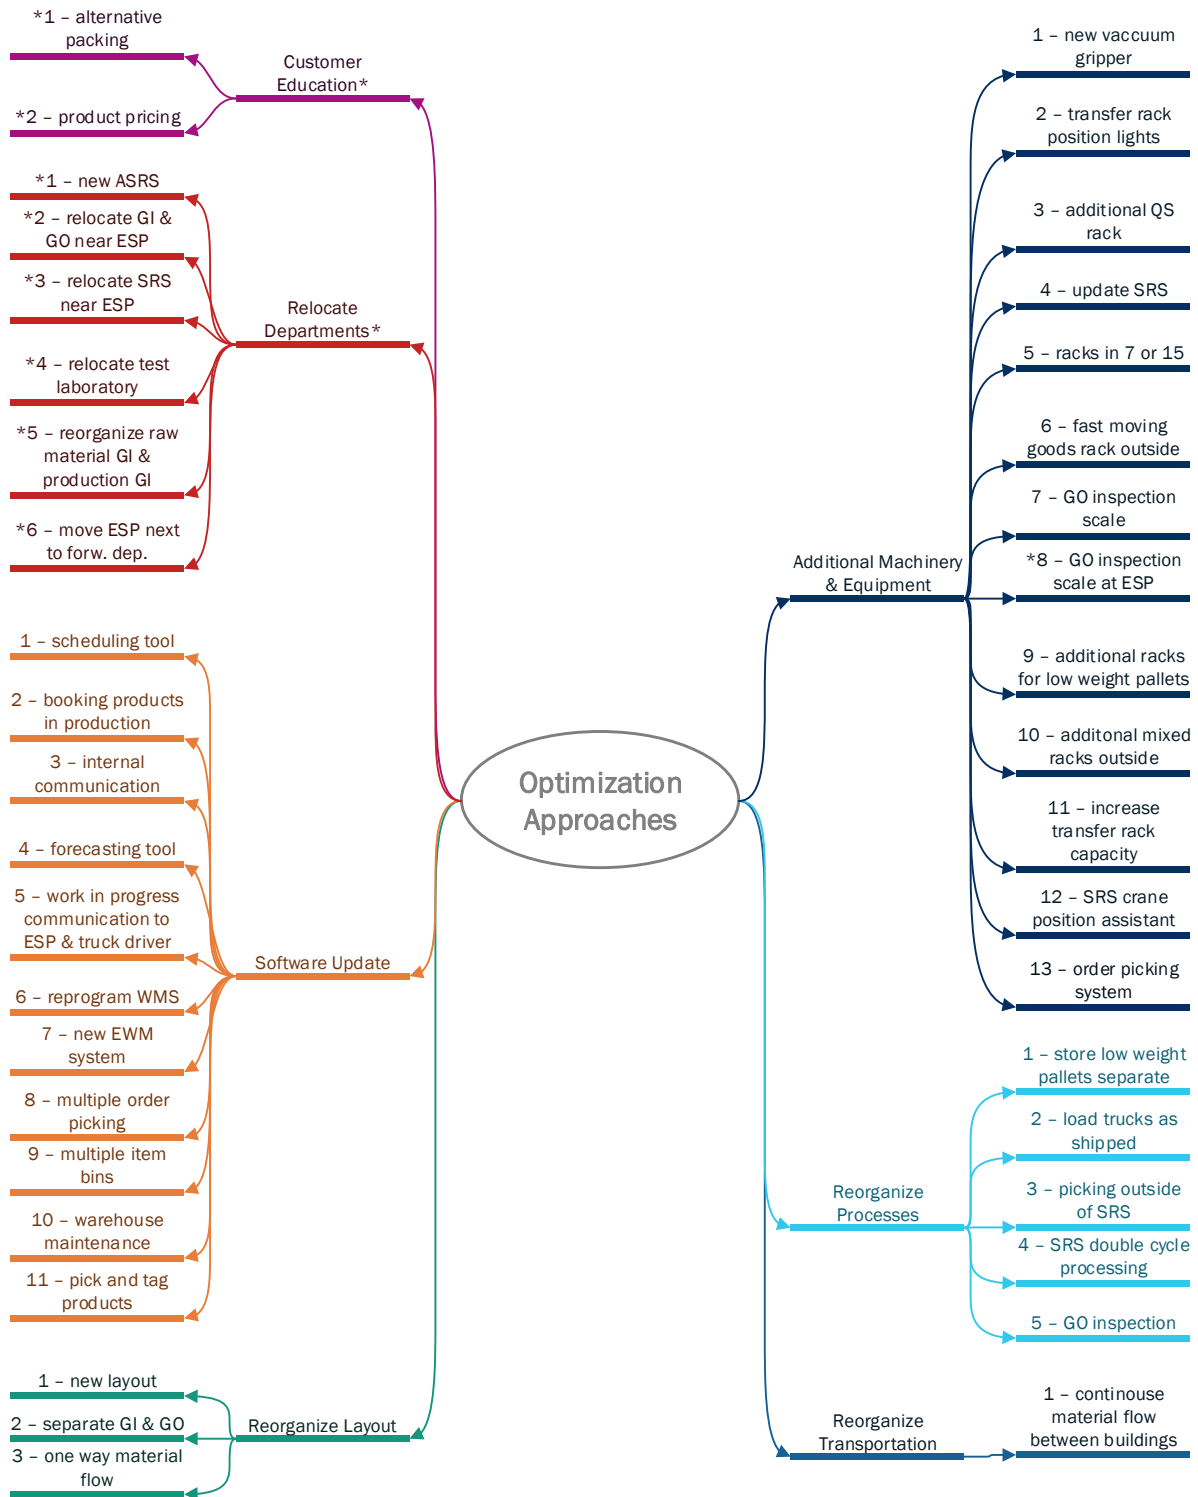 *1 – alternative
packing
*2 – product pricing
Customer
Education*
*1 – new ASRS
*2 – relocate GI &
GO near ESP
*3 – relocate SRS
near ESP
*4 – relocate test
laboratory
*5 – reorganize raw
material GI &
production GI
*6 – move ESP next
to forw. dep.
Relocate
Departments*
1 – scheduling tool
2 – booking products
in production
3 – internal
communication
4 – forecasting tool
5 – work in progress
communication to
ESP & truck driver
6 – reprogram WMS
7 – new EWM
system
8 – multiple order
picking
9 – multiple item
bins
10 – warehouse
maintenance
11 – pick and tag
products
Software Update
1 – new layout
2 – separate GI & GO
3 – one way material
flow
Reorganize Layout
Optimization
Approaches
Additional Machinery
& Equipment
1 – new vaccuum
gripper
2 – transfer rack
position lights
3 – additional QS
rack
4 – update SRS
5 – racks in 7 or 15
6 – fast moving
goods rack outside
7 – GO inspection
scale
*8 – GO inspection
scale at ESP
9 – additional racks
for low weight pallets
10 – additonal mixed
racks outside
11 – increase
transfer rack
capacity
12 – SRS crane
position assistant
13 – order picking
system
Reorganize
Processes
1 – store low weight
pallets separate
2 – load trucks as
shipped
3 – picking outside
of SRS
4 – SRS double cycle
processing
5 – GO inspection
Reorganize
Transportation
1 – continouse
material flow
between buildings